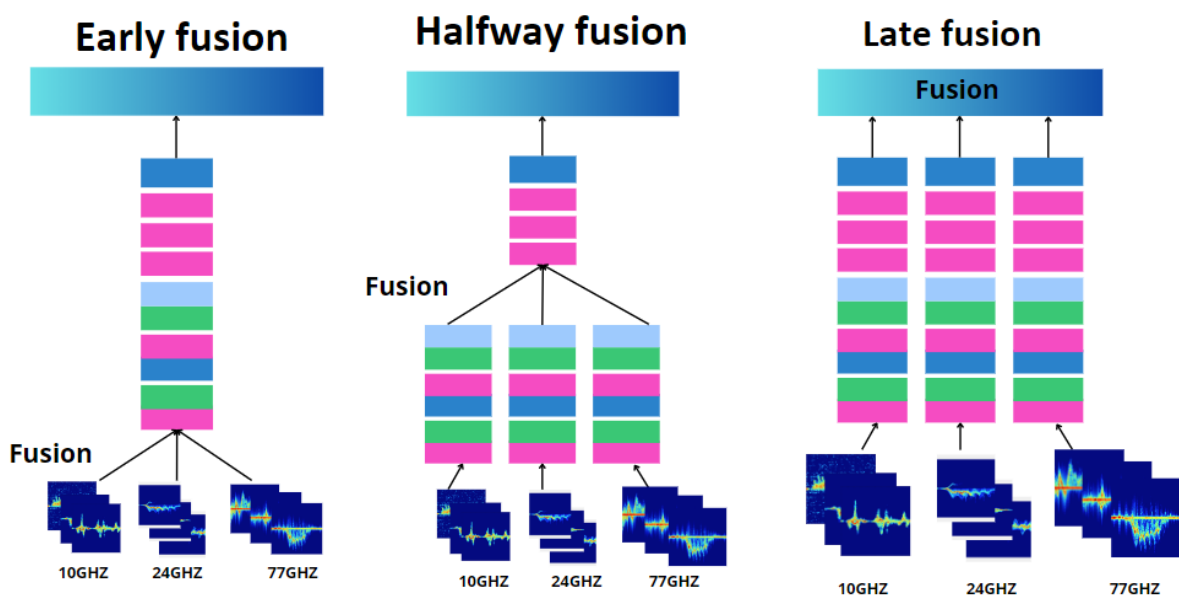 Early fusion
Halfway fusion
Late fusion
Fusion
Fusion
Fusion
10GHZ
24GHZ
77GHZ
10GHZ
24GHZ
77GHZ
10GHZ
24GHZ
77GHZ